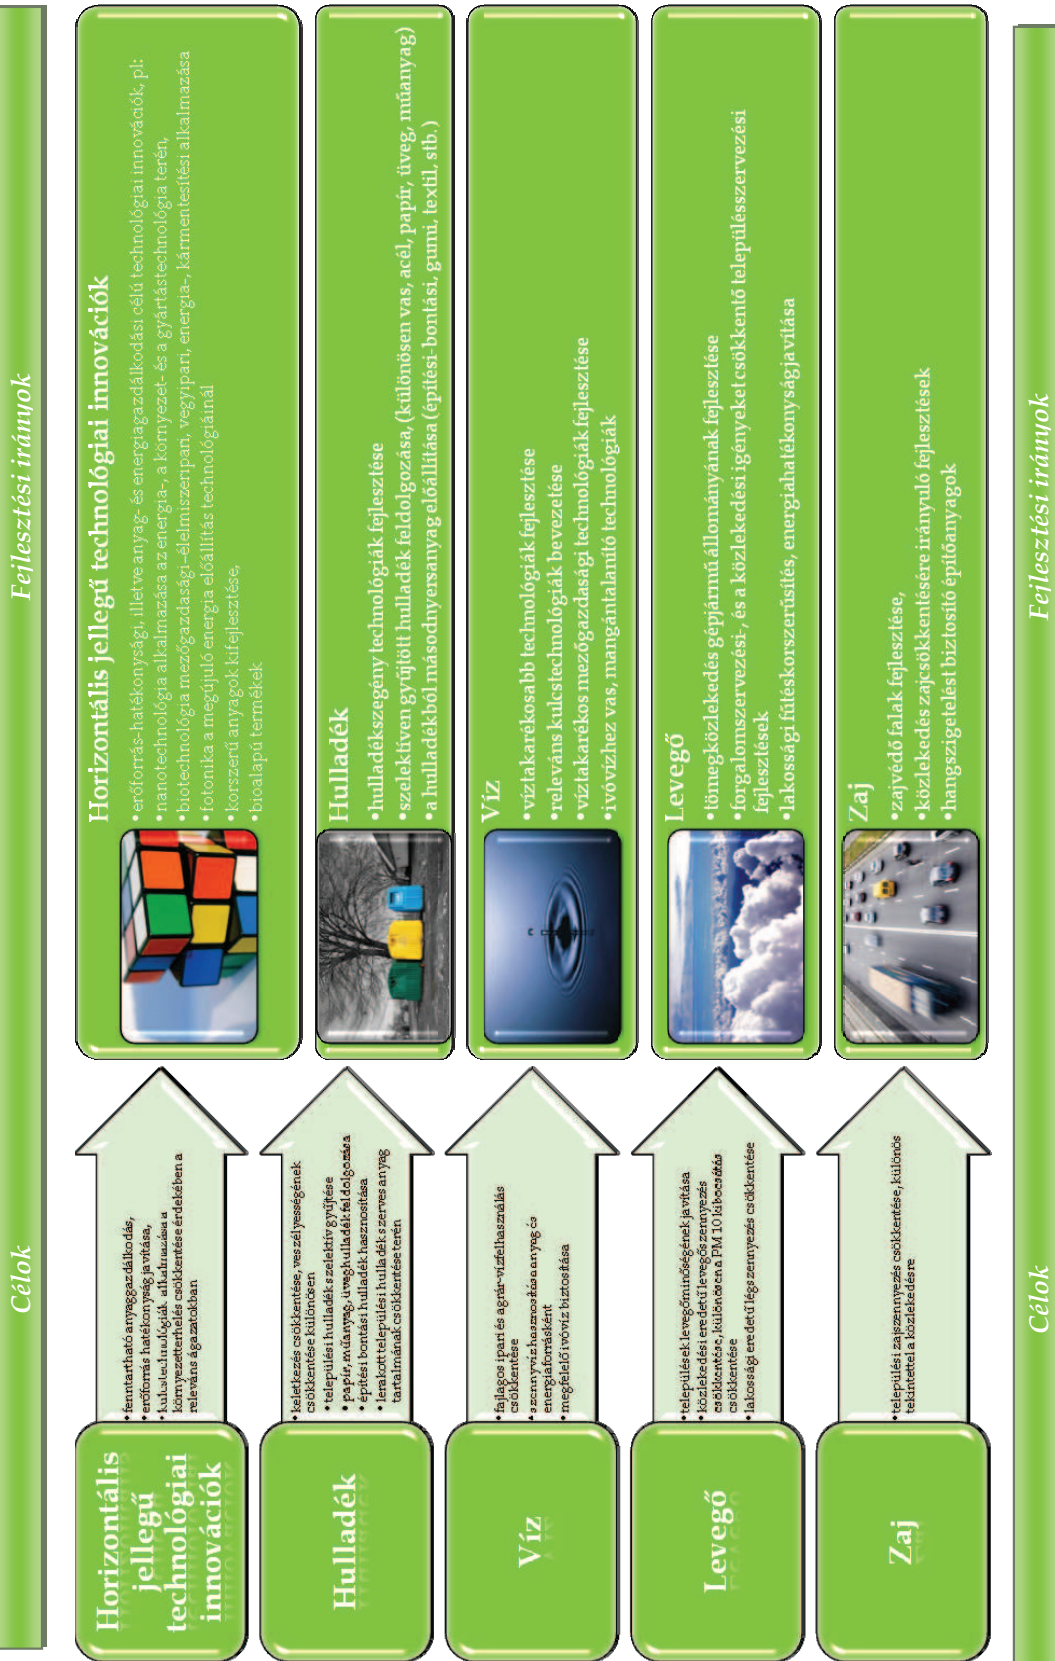 Célok
Fejlesztési irányok
Horizontális
jellegű
technológiai
innovációk
• fenntartható anyaggazdálkodás,
• erőforrás hatékonyság javítása,
• kulcstechnológiák alkalmazása a
környezetterhelés csökkentése érdekében a
releváns ágazatokban
Horizontális jellegű technológiai innovációk
• erőforrás-hatékonysági, illetve anyag- és energiagazdálkodási célú technológiai innovációk, pl:
• nanotechnológia alkalmazása az energia-, a környezet- és a gyártástechnológia terén,
• biotechnológia mezőgazdasági-élelmiszeripari, vegyipari, energia-, kármentesítési alkalmazása
• fotonika a megújuló energia előállítás technológiáinál
• korszerű anyagok kifejlesztése,
• bioalapú termékek
Hulladék
• keletkezés csökkentése, veszélyességének
csökkentése különösen
• települési hulladék szelektív gyűjtése
• papír, műanyag, üveghulladék feldolgozása
• építési bontási hulladék hasznosítása
• lerakott települési hulladék szerves anyag
tartalmának csökkentése terén
Hulladék
• hulladékszegény technológiák fejlesztése
• szelektíven gyűjtött hulladék feldolgozása, (különösen vas, acél, papír, üveg, műanyag)
• a hulladékból másodnyersanyag előállítása (építési-bontási, gumi, textil, stb.)
Víz
• fajlagos ipari és agrár-vízfelhasználás
csökkentése
• szennyvíz hasznosítása anyag és
energiaforrásként
• megfelelő ivóvíz biztosítása
Víz
• víztakarékosabb technológiák fejlesztése
• releváns kulcstechnológiák bevezetése
• víztakarékos mezőgazdasági technológiák fejlesztése
• ivóvízhez vas, mangántalanító technológiák
Levegő
• települések levegőminőségének javítása
• közlekedési eredetű levegőszennyezés
csökkentése, különösen a PM 10 kibocsátás
csökkentése
• lakossági eredetű légszennyezés csökkentése
Levegő
• tömegközlekedés gépjármű állományának fejlesztése
• forgalomszervezési-, és a közlekedési igényeket csökkentő településszervezési
fejlesztések
• lakossági fűtéskorszerűsítés, energiahatékonyság javítása
Zaj
• települési zajszennyezés csökkentése, különös
tekintettel a közlekedésre
Zaj
• zajvédő falak fejlesztése,
• közlekedés zajcsökkentésére irányuló fejlesztések
• hangszigetelést biztosító építőanyagok
Célok
Fejlesztési irányok